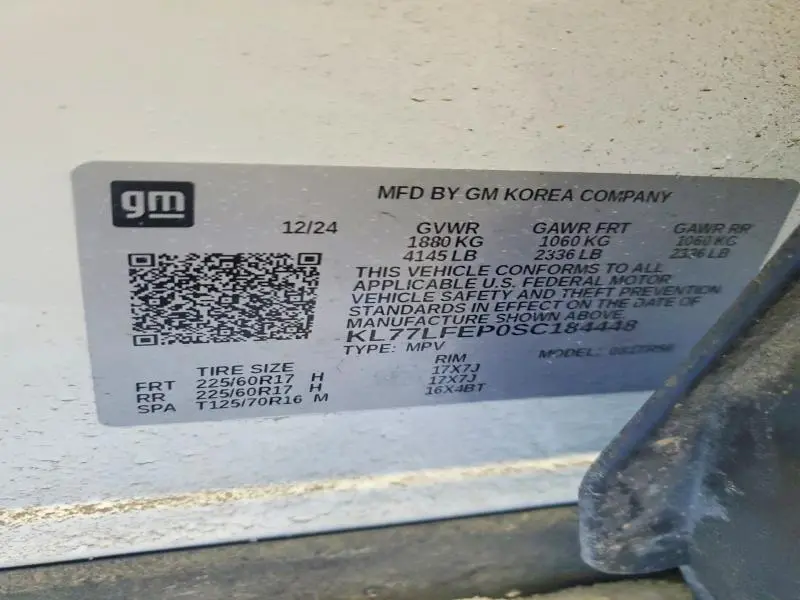 gm
MFD BY GM KOREA COMPANY
12/24 GVWR GAWR FRT GAWR RR
1880 KG 1060 KG 1060 KG
4145 LB 2336 LB 2336 LB
THIS VEHICLE CONFORMS TO ALL
APPLICABLE U.S. FEDERAL MOTOR
VEHICLE SAFETY AND THEFT PREVENTION
STANDARDS IN EFFECT ON THE DATE OF
MANUFACTURE SHOWN ABOVE.
KL77LFEP0SC184448
TYPE: MPV MODEL:
TIRE SIZE RIM
FRT 225/60R17 H 17X7J
RR 225/60R17 H 17X7J
SPA T125/70R16 M 16X4BT